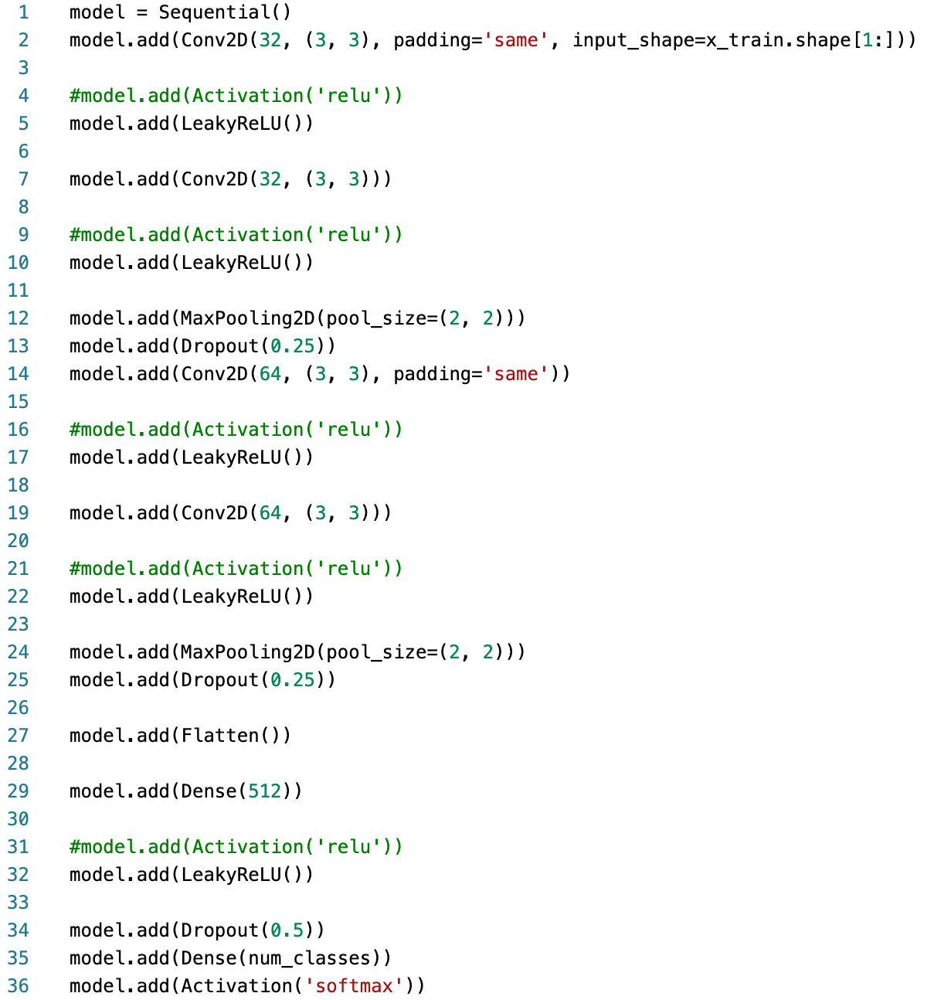 1 model = Sequential()
2 model.add(Conv2D(32, (3, 3), padding='same', input_shape=x_train.shape[1:]))
3
4 #model.add(Activation('relu'))
5 model.add(LeakyReLU())
6
7 model.add(Conv2D(32, (3, 3)))
8
9 #model.add(Activation('relu'))
10 model.add(LeakyReLU())
11
12 model.add(MaxPooling2D(pool_size=(2, 2)))
13 model.add(Dropout(0.25))
14 model.add(Conv2D(64, (3, 3), padding='same'))
15
16 #model.add(Activation('relu'))
17 model.add(LeakyReLU())
18
19 model.add(Conv2D(64, (3, 3)))
20
21 #model.add(Activation('relu'))
22 model.add(LeakyReLU())
23
24 model.add(MaxPooling2D(pool_size=(2, 2)))
25 model.add(Dropout(0.25))
26
27 model.add(Flatten())
28
29 model.add(Dense(512))
30
31 #model.add(Activation('relu'))
32 model.add(LeakyReLU())
33
34 model.add(Dropout(0.5))
35 model.add(Dense(num_classes))
36 model.add(Activation('softmax'))